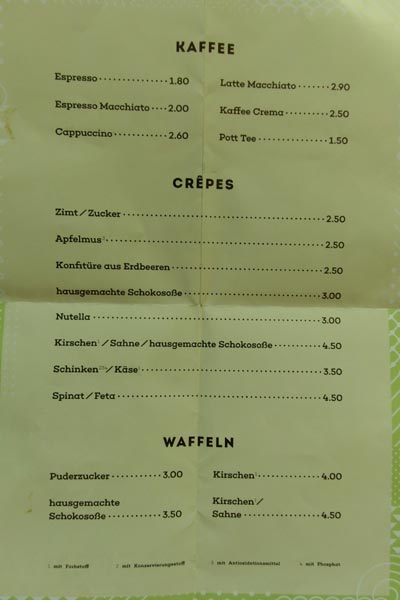 KAFFEE
Espresso 1.80
Latte Macchiato 2.90
Espresso Macchiato 2.00
Kaffee Crema 2.50
Cappuccino 2.60
Pott Tee 1.50
CRÊPES
Zimt/Zucker 2.50
Apfelmus 2.50
Konfitüre aus Erdbeeren 2.50
hausgemachte Schokosoße 3.00
Nutella 3.00
Kirschen/Sahne/hausgemachte Schokosoße 4.50
Schinken/Käse 3.50
Spinat/Feta 4.50
WAFFELN
Puderzucker 3.00
Kirschen 4.00
hausgemachte
Schokosoße 3.50
Kirschen/
Sahne 4.50
1 mit Farbstoff 2 mit Konservierungsstoff 3 mit Antioxidationsmittel 4 mit Phosphat